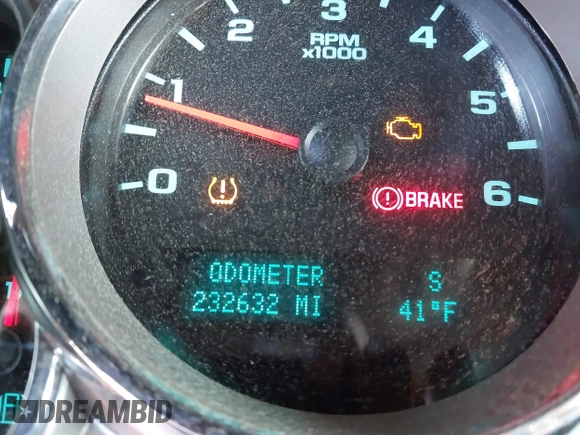 3
2
4
RPM
x1000
1
5
0
BRAKE
6
ODOMETER
S
232632 MI
41°F
DREAMBID